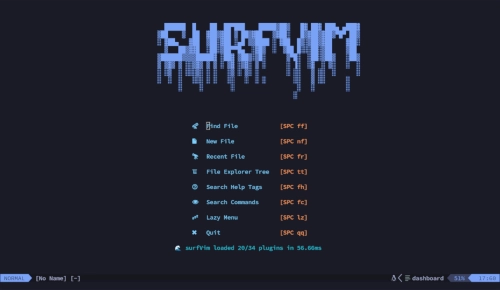 SURFVIM
Find File [SPC ff]
New File [SPC nf]
Recent File [SPC fr]
File Explorer Tree [SPC tt]
Search Help Tags [SPC fh]
Search Commands [SPC fc]
Lazy Menu [SPC lz]
Quit [SPC qq]
surfVim loaded 20/34 plugins in 56.66ms
NORMAL [No Name] [-] dashboard 51%